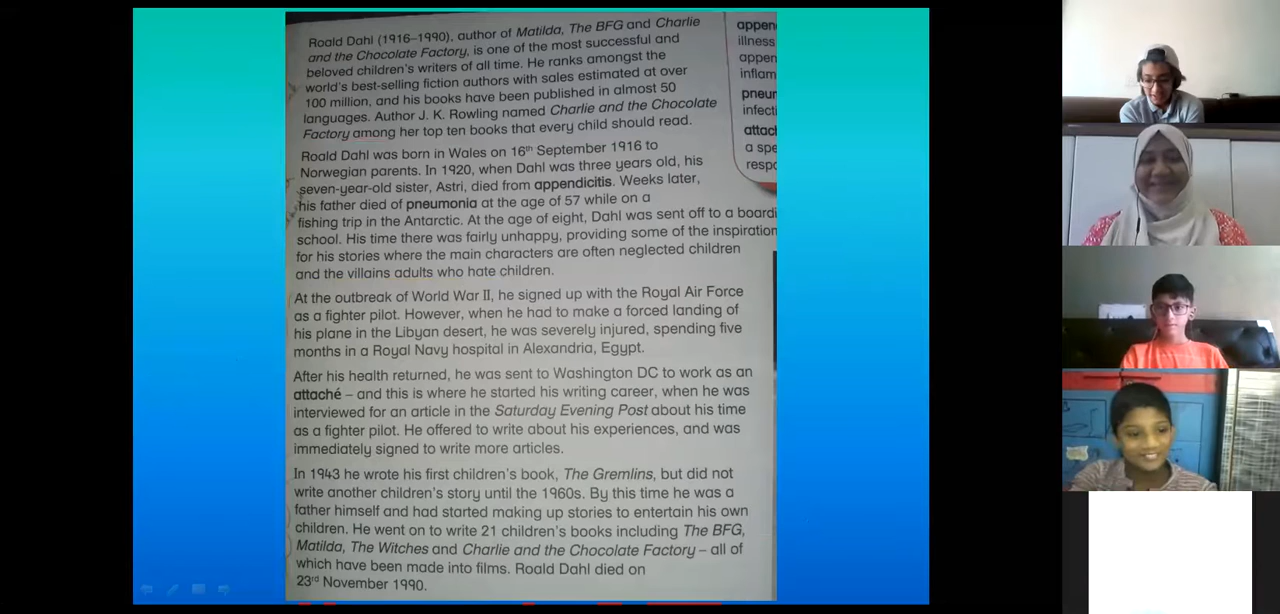 Roald Dahl (1916–1990), author of Matilda, The BFG and Charlie
and the Chocolate Factory, is one of the most successful and
beloved children's writers of all time. He ranks amongst the
world's best-selling fiction authors with sales estimated at over
100 million, and his books have been published in almost 50
languages. Author J. K. Rowling named Charlie and the Chocolate
Factory among her top ten books that every child should read.
Roald Dahl was born in Wales on 16th September 1916 to
Norwegian parents. In 1920, when Dahl was three years old, his
seven-year-old sister, Astri, died from appendicitis. Weeks later,
his father died of pneumonia at the age of 57 while on a
fishing trip in the Antarctic. At the age of eight, Dahl was sent off to a boardi
school. His time there was fairly unhappy, providing some of the inspiration
for his stories where the main characters are often neglected children
and the villains adults who hate children.
At the outbreak of World War II, he signed up with the Royal Air Force
as a fighter pilot. However, when he had to make a forced landing of
his plane in the Libyan desert, he was severely injured, spending five
months in a Royal Navy hospital in Alexandria, Egypt.
After his health returned, he was sent to Washington DC to work as an
attaché – and this is where he started his writing career, when he was
interviewed for an article in the Saturday Evening Post about his time
as a fighter pilot. He offered to write about his experiences, and was
immediately signed to write more articles.
In 1943 he wrote his first children's book, The Gremlins, but did not
write another children's story until the 1960s. By this time he was a
father himself and had started making up stories to entertain his own
children. He went on to write 21 children's books including The BFG,
Matilda, The Witches and Charlie and the Chocolate Factory – all of
which have been made into films. Roald Dahl died on
23rd November 1990.
appen
illness
appen
inflam
pneur
infecti
attac
a spe
respo